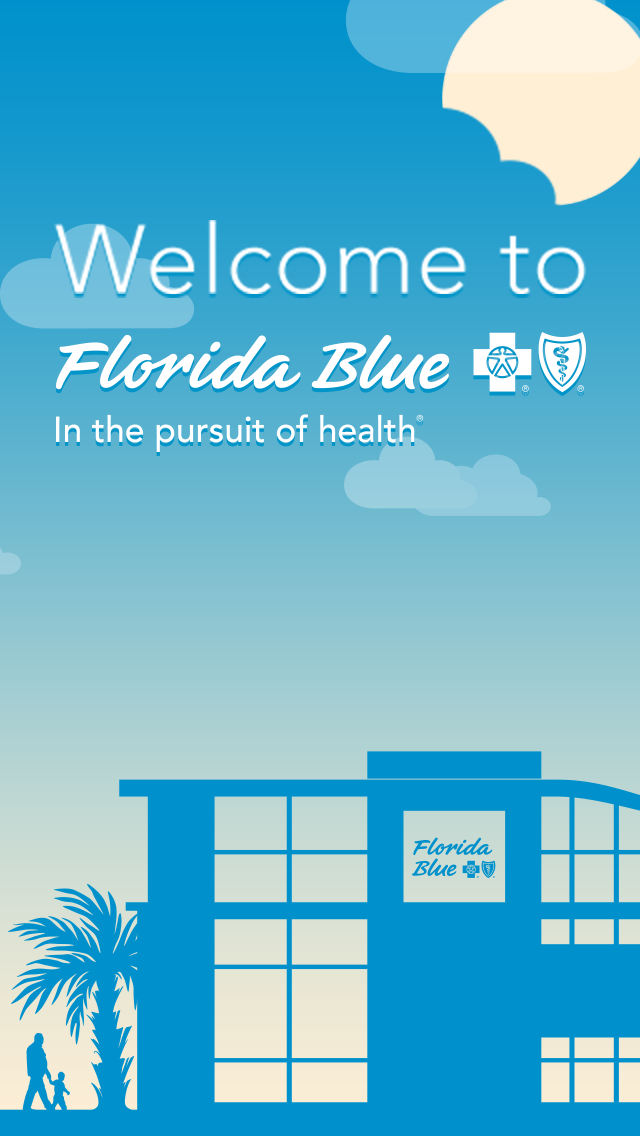 Welcome to
Florida Blue ® ®
In the pursuit of health®
Florida
Blue